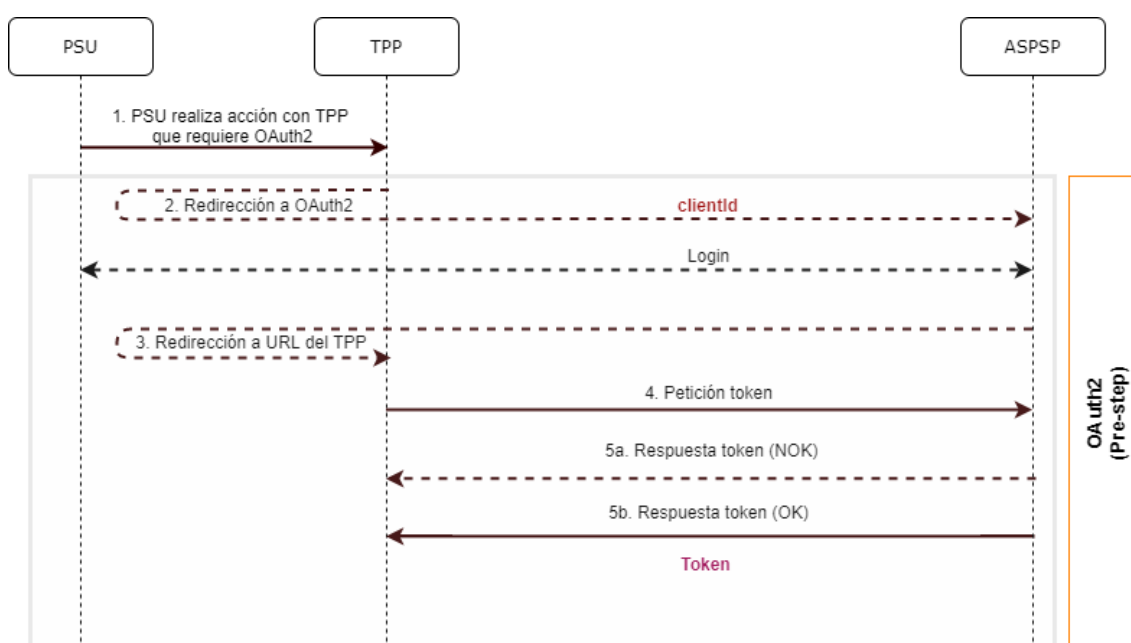 PSU
TPP
ASPSP
1. PSU realiza acción con TPP
que requiere OAuth2
2. Redirección a OAuth2
clientId
Login
3. Redirección a URL del TPP
4. Petición token
5a. Respuesta token (NOK)
5b. Respuesta token (OK)
Token
OAuth2
(Pre-step)